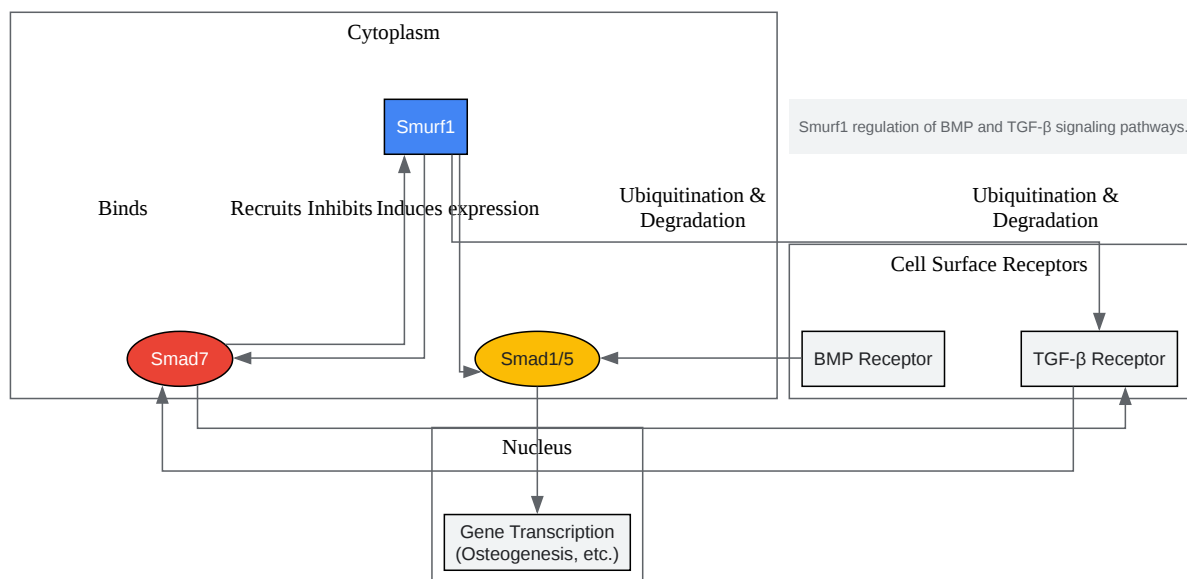 Cytoplasm
Smurf1
Smurf1 regulation of BMP and TGF-β signaling pathways.
Binds
Recruits
Inhibits
Induces expression
Ubiquitination &
Degradation
Ubiquitination &
Degradation
Cell Surface Receptors
Smad7
Smad1/5
BMP Receptor
TGF-β Receptor
Nucleus
Gene Transcription
(Osteogenesis, etc.)